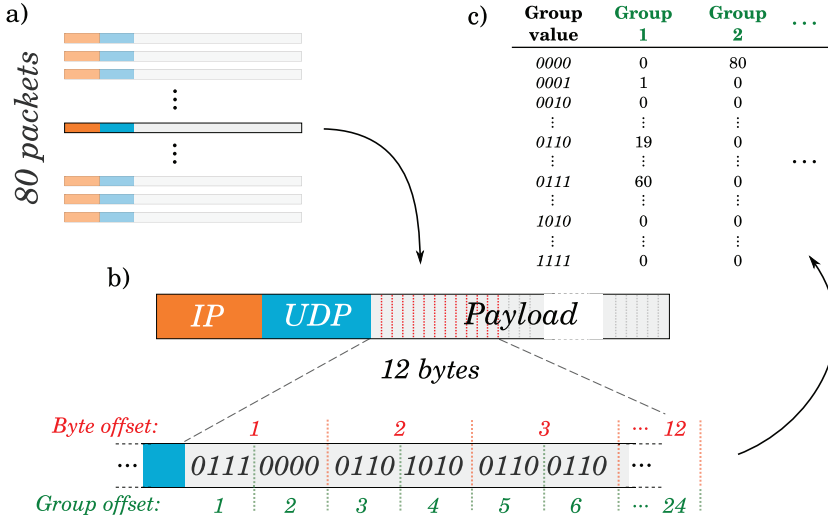 a)
80 packets
⋮
⋮
c)
Group value Group 1 Group 2 ...
0000 0 80
0001 1 0
0010 0 0
⋮ ⋮ ⋮
0110 19 0 ...
⋮ ⋮ ⋮
0111 60 0
1010 0 0
⋮ ⋮ ⋮
1111 0 0
b)
IP UDP Payload
12 bytes
Byte offset: 1 2 3 ... 12
... 0111 0000 0110 1010 0110 0110 ...
Group offset: 1 2 3 4 5 6 ... 24